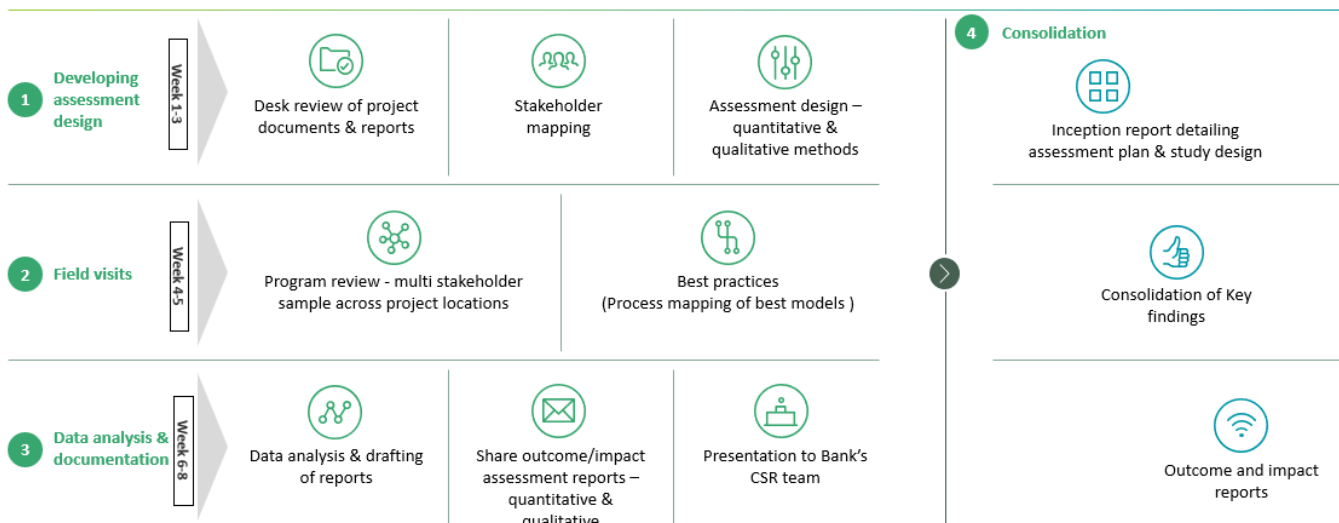 1
Developing
assessment
design
Week 1-3
Desk review of project
documents & reports
Stakeholder
mapping
Assessment design –
quantitative &
qualitative methods
2
Field visits
Week 4-5
Program review - multi stakeholder
sample across project locations
Best practices
(Process mapping of best models )
3
Data analysis &
documentation
Week 6-8
Data analysis & drafting
of reports
Share outcome/impact
assessment reports –
quantitative &
qualitative
Presentation to Bank’s
CSR team
4
Consolidation
Inception report detailing
assessment plan & study design
Consolidation of Key
findings
Outcome and impact
reports